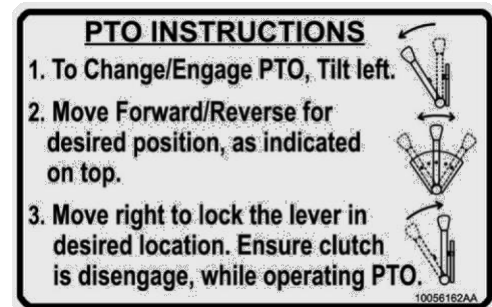 PTO INSTRUCTIONS
1. To Change/Engage PTO, Tilt left.
2. Move Forward/Reverse for
desired position, as indicated
on top.
3. Move right to lock the lever in
desired location. Ensure clutch
is disengage, while operating PTO.
10056162AA